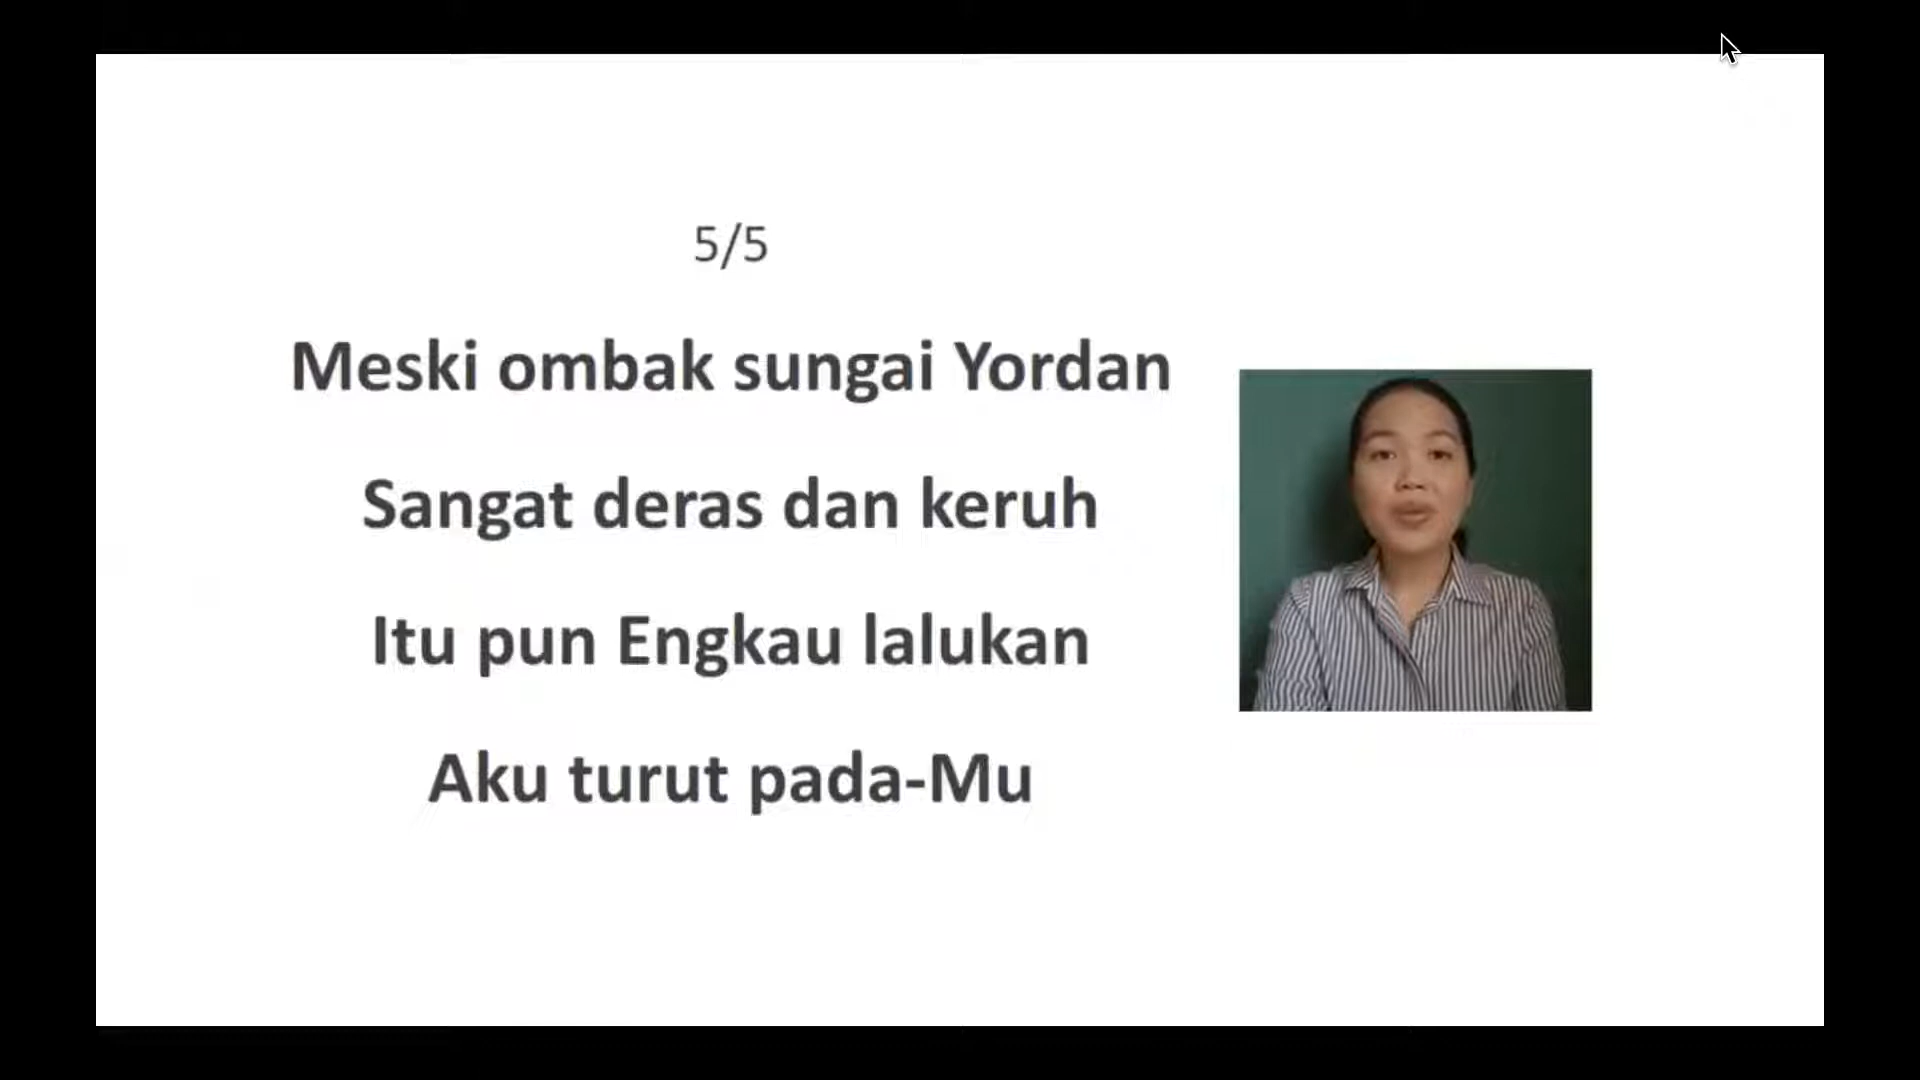 5/5
Meski ombak sungai Yordan
Sangat deras dan keruh
Itu pun Engkau lalukan
Aku turut pada-Mu